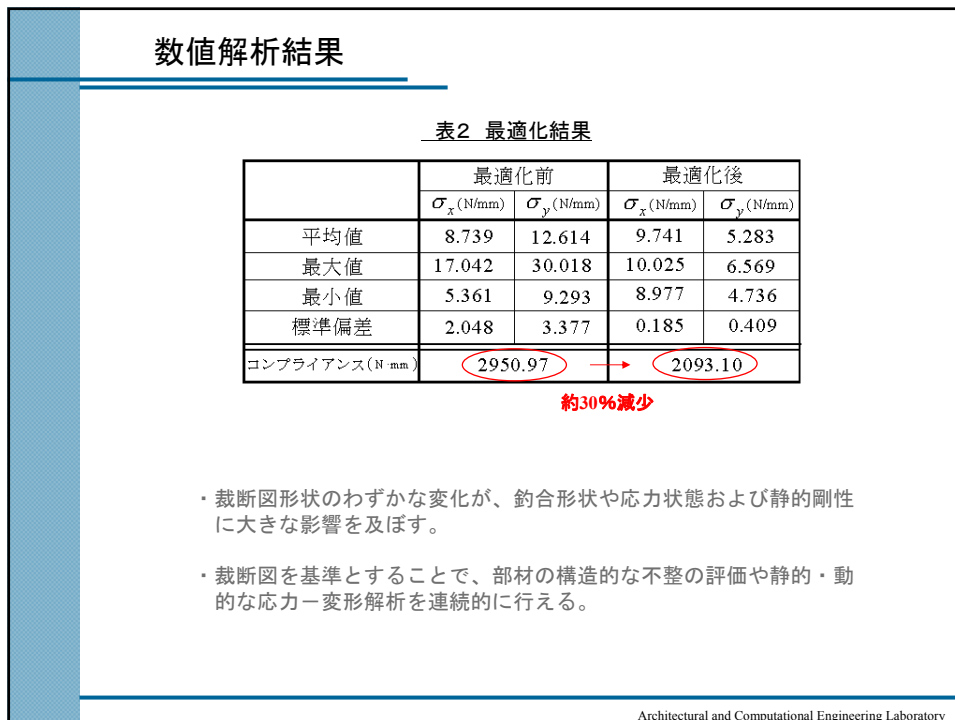 数値解析結果
表2 最適化結果
最適化前 最適化後
σx(N/mm) σy(N/mm) σx(N/mm) σy(N/mm)
平均値 8.739 12.614 9.741 5.283
最大値 17.042 30.018 10.025 6.569
最小値 5.361 9.293 8.977 4.736
標準偏差 2.048 3.377 0.185 0.409
コンプライアンス(N·mm) 2950.97 → 2093.10
約30%減少
・裁断図形状のわずかな変化が、釣合形状や応力状態および静的剛性
に大きな影響を及ぼす。
・裁断図を基準とすることで、部材の構造的な不整の評価や静的・動
的な応力ー変形解析を連続的に行える。
Architectural and Computational Engineering Laboratory